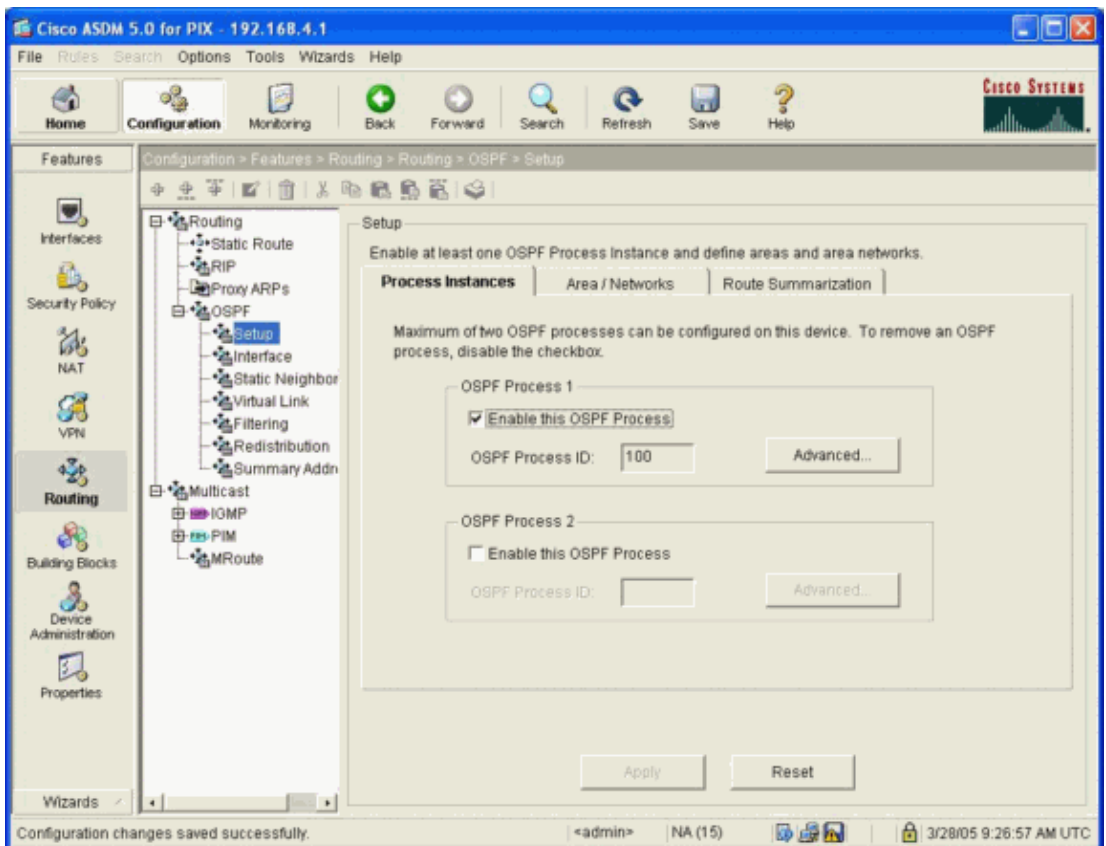 Cisco ASDM 5.0 for PIX - 192.168.4.1
File Rules Search Options Tools Wizards Help
Home Configuration Monitoring Back Forward Search Refresh Save Help
CISCO SYSTEMS
Features
Configuration > Features > Routing > Routing > OSPF > Setup
Interfaces
Security Policy
NAT
VPN
Routing
Building Blocks
Device
Administration
Properties
Wizards
Routing
Static Route
RIP
Proxy ARPs
OSPF
Setup
Interface
Static Neighbor
Virtual Link
Filtering
Redistribution
Summary Addr
Multicast
IGMP
PIM
MRoute
Setup
Enable at least one OSPF Process Instance and define areas and area networks.
Process Instances Area / Networks Route Summarization
Maximum of two OSPF processes can be configured on this device. To remove an OSPF
process, disable the checkbox.
OSPF Process 1
Enable this OSPF Process
OSPF Process ID: 100 Advanced...
OSPF Process 2
Enable this OSPF Process
OSPF Process ID: Advanced...
Apply Reset
Configuration changes saved successfully. <admin> NA (15) 3/28/05 9:26:57 AM UTC